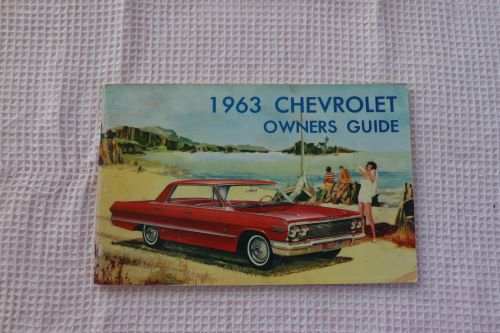 1963 CHEVROLET
OWNERS GUIDE